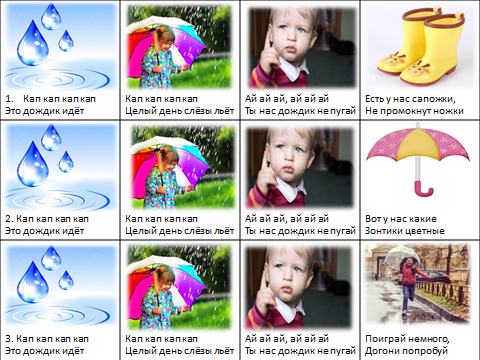 1. Кап кап кап кап
Это дождик идёт
Кап кап кап кап
Целый день слёзы льёт
Ай ай ай, ай ай ай
Ты нас дождик не пугай
Есть у нас сапожки,
Не промокнут ножки
2. Кап кап кап кап
Это дождик идёт
Кап кап кап кап
Целый день слёзы льёт
Ай ай ай, ай ай ай
Ты нас дождик не пугай
Вот у нас какие
Зонтики цветные
3. Кап кап кап кап
Это дождик идёт
Кап кап кап кап
Целый день слёзы льёт
Ай ай ай, ай ай ай
Ты нас дождик не пугай
Поиграй немного,
Догони попробуй